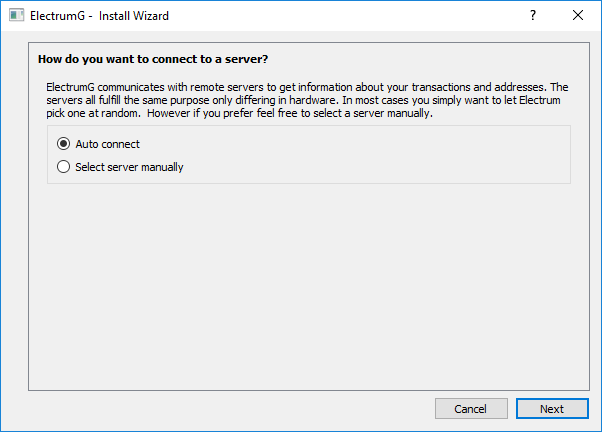 ElectrumG -  Install Wizard
?
How do you want to connect to a server?
ElectrumG communicates with remote servers to get information about your transactions and addresses. The
servers all fulfill the same purpose only differing in hardware. In most cases you simply want to let Electrum
pick one at random.  However if you prefer feel free to select a server manually.
Auto connect
Select server manually
Cancel
Next